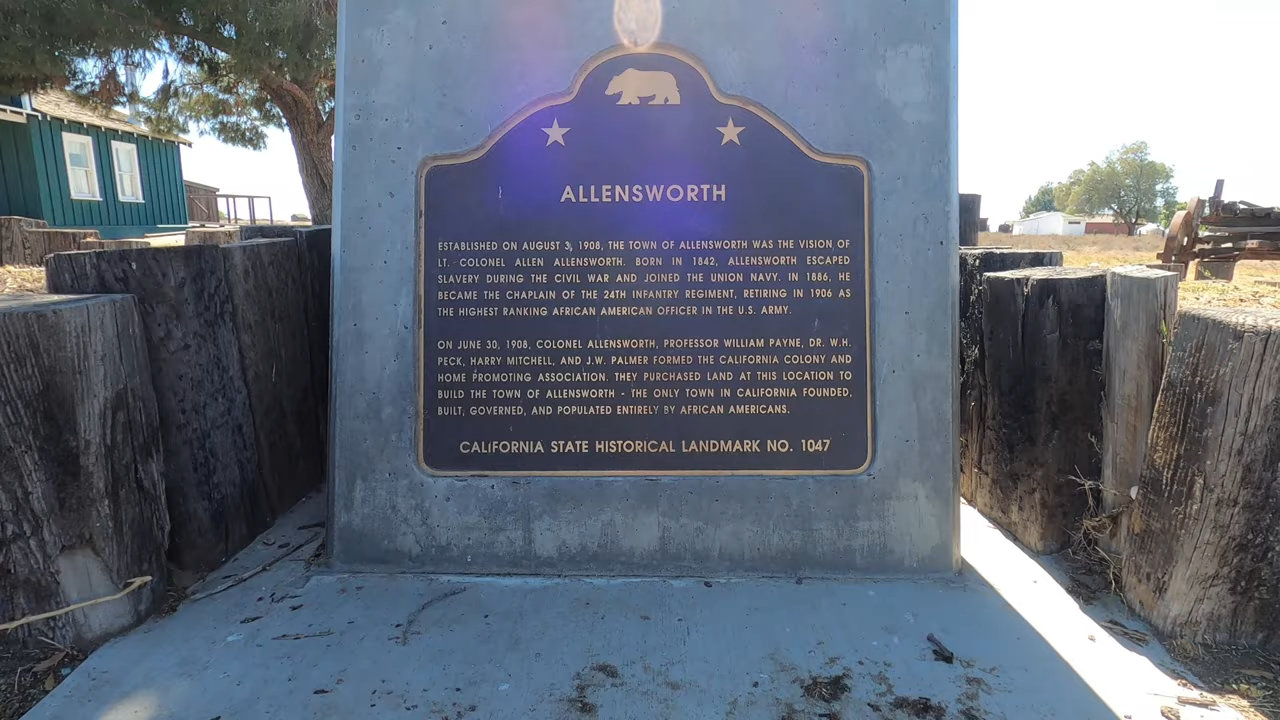 ALLENSWORTH
ESTABLISHED ON AUGUST 3, 1908, THE TOWN OF ALLENSWORTH WAS THE VISION OF
LT. COLONEL ALLEN ALLENSWORTH. BORN IN 1842, ALLENSWORTH ESCAPED
SLAVERY DURING THE CIVIL WAR AND JOINED THE UNION NAVY. IN 1886, HE
BECAME THE CHAPLAIN OF THE 24TH INFANTRY REGIMENT, RETIRING IN 1906 AS
THE HIGHEST RANKING AFRICAN AMERICAN OFFICER IN THE U.S. ARMY.
ON JUNE 30, 1908, COLONEL ALLENSWORTH, PROFESSOR WILLIAM PAYNE, DR. W.H.
PECK, HARRY MITCHELL, AND J.W. PALMER FORMED THE CALIFORNIA COLONY AND
HOME PROMOTING ASSOCIATION. THEY PURCHASED LAND AT THIS LOCATION TO
BUILD THE TOWN OF ALLENSWORTH - THE ONLY TOWN IN CALIFORNIA FOUNDED,
BUILT, GOVERNED, AND POPULATED ENTIRELY BY AFRICAN AMERICANS.
CALIFORNIA STATE HISTORICAL LANDMARK NO. 1047